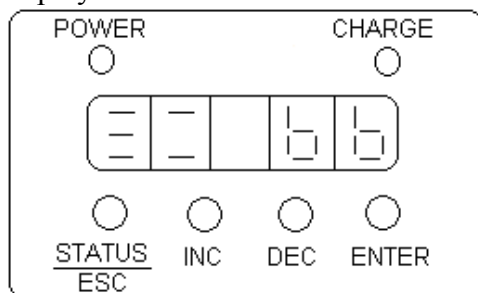 POWER CHARGE
≡ = b b
STATUS INC DEC ENTER
ESC